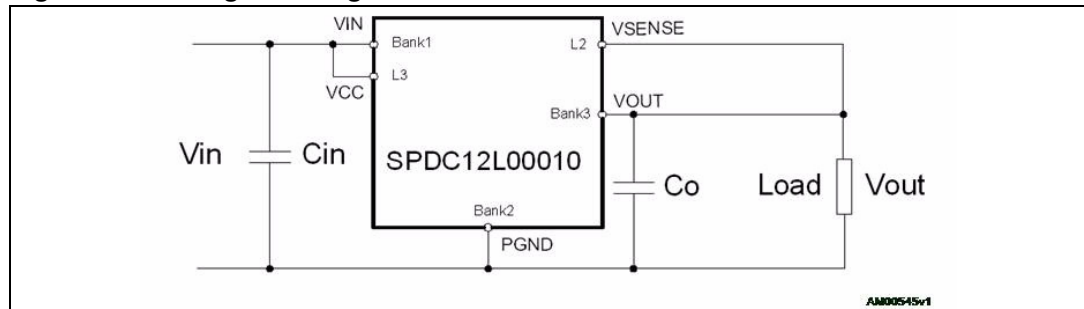 VIN
Bank1
L2
VSENSE
L3
VCC
Bank3
VOUT
Vin
Cin
SPDC12L00010
Co
Load
Vout
Bank2
PGND
AM00545v1